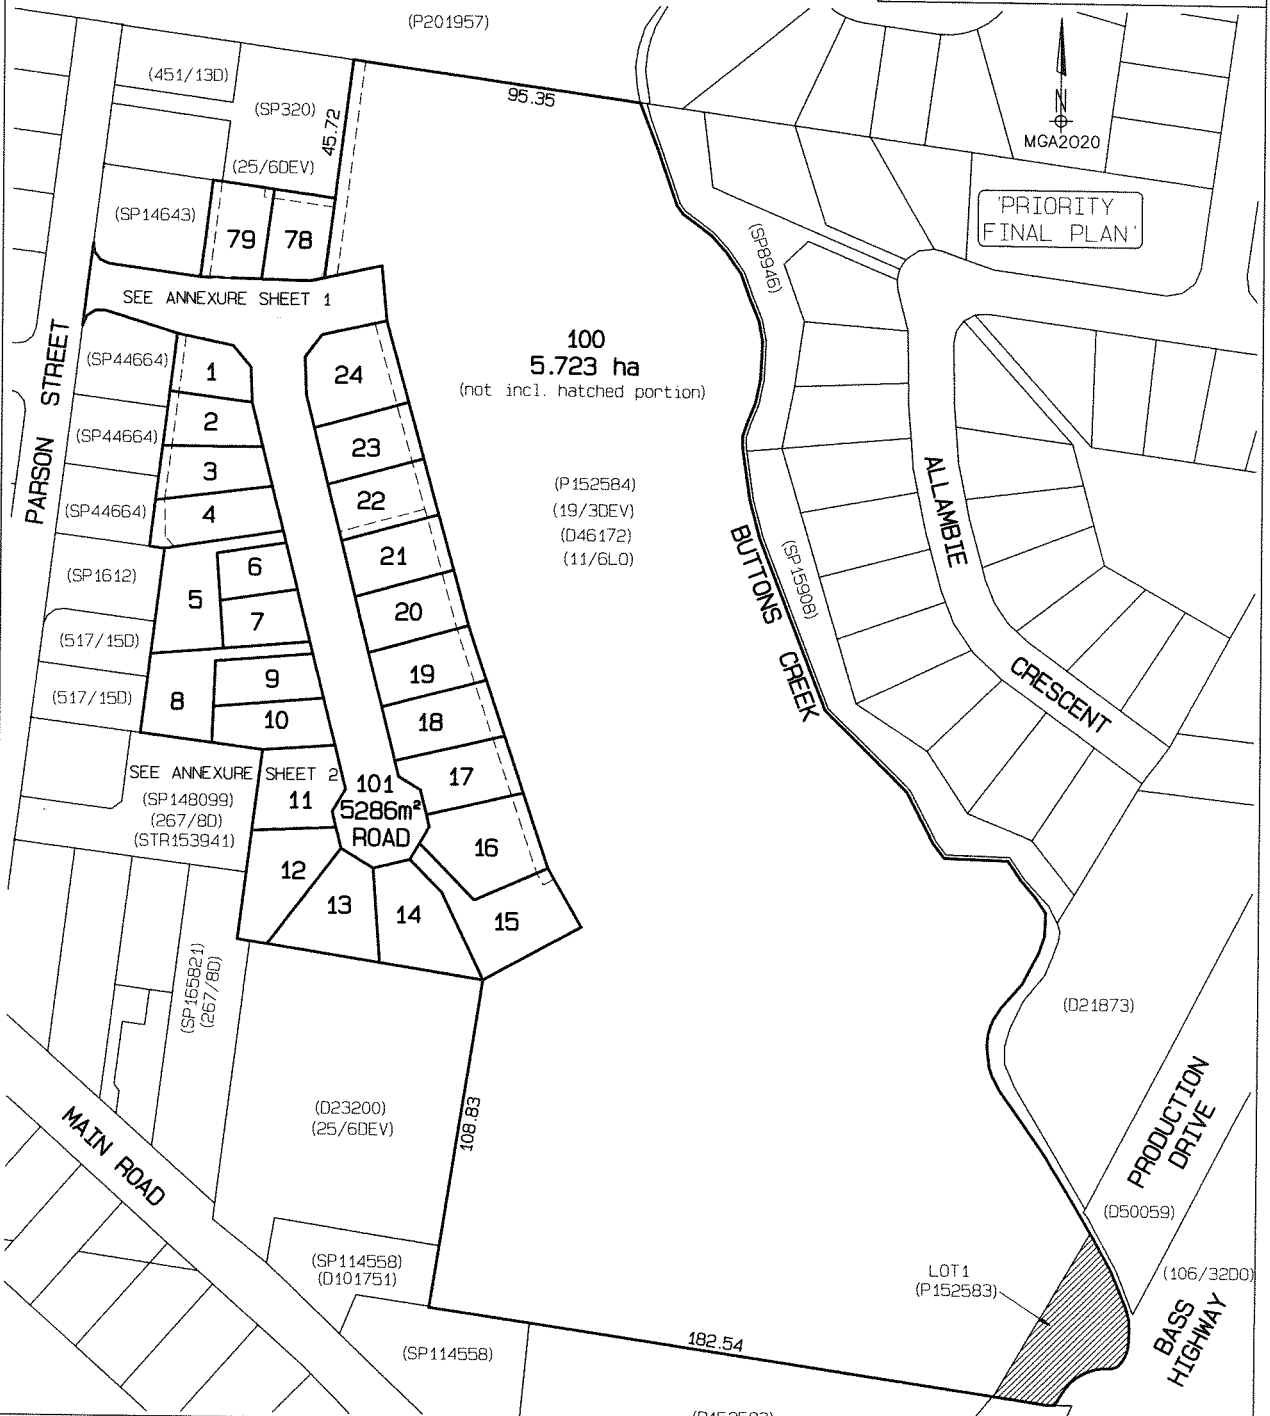 (P201957)
(451/13D)
(SP320)
45.72
95.35
N
MGA2020
(25/6DEV)
(SP14643)
'PRIORITY
FINAL PLAN'
79
78
(SP8946)
SEE ANNEXURE SHEET 1
PARSON STREET
(SP44664)
1
24
100
5.723 ha
(not incl. hatched portion)
2
(SP44664)
23
3
(SP44664)
4
22
(P152584)
(19/3DEV)
(D46172)
(11/6LO)
ALLAMBIE
CRESCENT
BUTTONS CREEK
(SP15908)
(SP1612)
5
6
21
7
20
(517/15D)
(517/15D)
8
9
19
10
18
SEE ANNEXURE SHEET 2
(SP148099)
(267/8D)
(STR153941)
11
101
5286m²
ROAD
17
16
12
13
14
15
(SP165821)
(267/8D)
(D21873)
MAIN ROAD
(D23200)
(25/6DEV)
108.83
PRODUCTION
DRIVE
(D50059)
(SP114558)
(D101751)
LOT1
(P152583)
(106/32DO)
BASS
HIGHWAY
(SP114558)
182.54